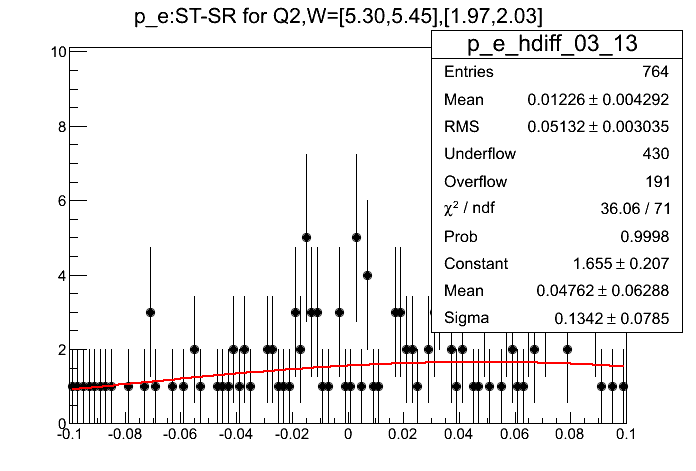 p_e:ST-SR for Q2,W=[5.30,5.45],[1.97,2.03]
p_e_hdiff_03_13
Entries 764
Mean 0.01226 ± 0.004292
RMS 0.05132 ± 0.003035
Underflow 430
Overflow 191
χ² / ndf 36.06 / 71
Prob 0.9998
Constant 1.655 ± 0.207
Mean 0.04762 ± 0.06288
Sigma 0.1342 ± 0.0785
10
8
6
4
2
0
-0.1 -0.08 -0.06 -0.04 -0.02 0 0.02 0.04 0.06 0.08 0.1